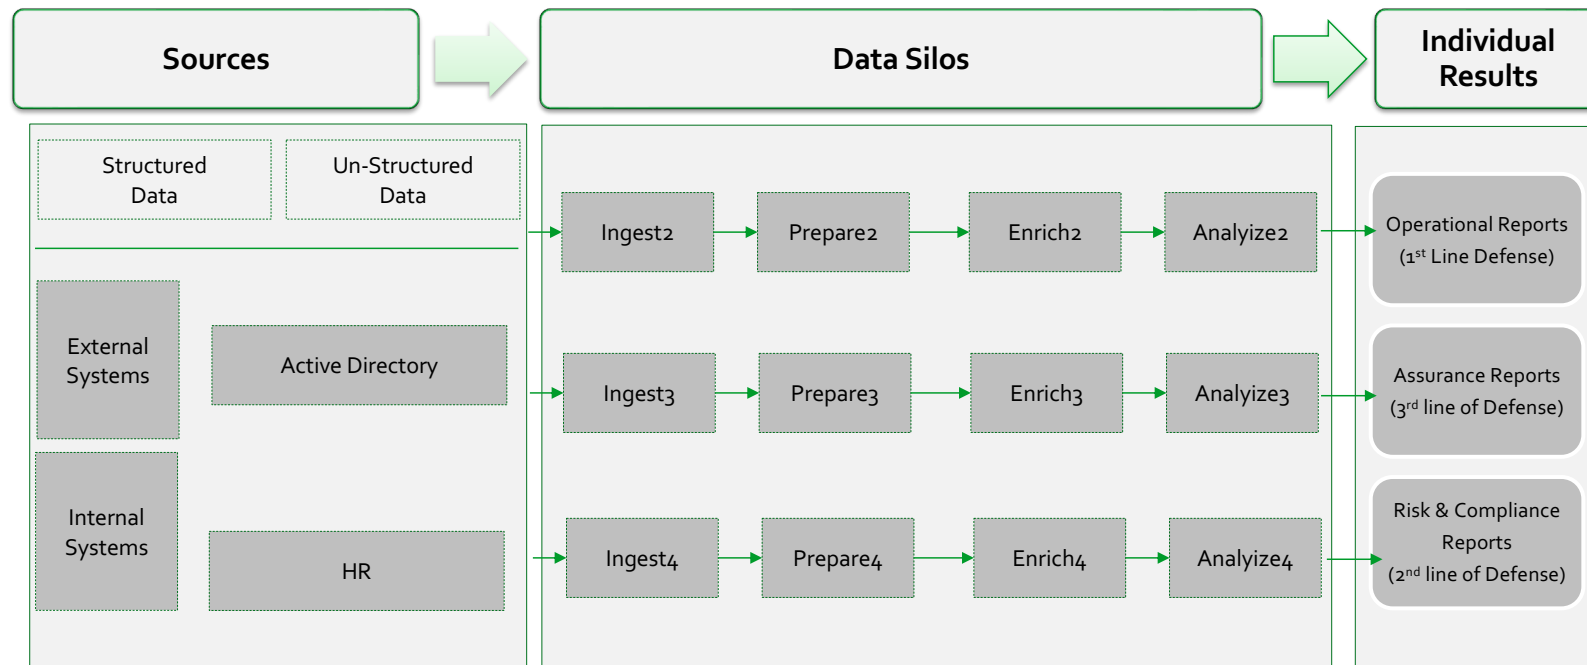 Sources
Data Silos
Individual
Results
Structured
Data
Un-Structured
Data
External
Systems
Active Directory
Internal
Systems
HR
Ingest2
Prepare2
Enrich2
Analyize2
Ingest3
Prepare3
Enrich3
Analyize3
Ingest4
Prepare4
Enrich4
Analyize4
Operational Reports
(1st Line Defense)
Assurance Reports
(3rd line of Defense)
Risk & Compliance
Reports
(2nd line of Defense)